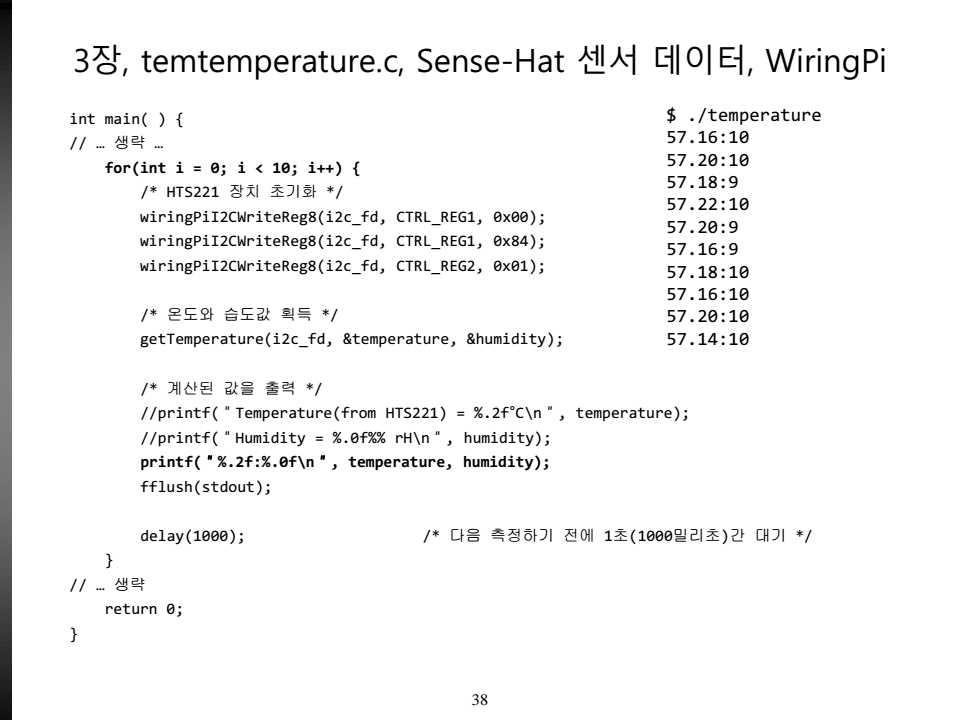 3장, temtemperature.c, Sense-Hat 센서 데이터, WiringPi
int main( ) {
// … 생략 …
for(int i = 0; i < 10; i++) {
/* HTS221 장치 초기화 */
wiringPiI2CWriteReg8(i2c_fd, CTRL_REG1, 0x00);
wiringPiI2CWriteReg8(i2c_fd, CTRL_REG1, 0x84);
wiringPiI2CWriteReg8(i2c_fd, CTRL_REG2, 0x01);
/* 온도와 습도값 획득 */
getTemperature(i2c_fd, &temperature, &humidity);
/* 계산된 값을 출력 */
//printf(＂Temperature(from HTS221) = %.2f°C\n＂, temperature);
//printf(＂Humidity = %.0f%% rH\n＂, humidity);
printf(＂%.2f:%.0f\n＂, temperature, humidity);
fflush(stdout);
delay(1000); /* 다음 측정하기 전에 1초(1000밀리초)간 대기 */
}
// … 생략
return 0;
}
$ ./temperature
57.16:10
57.20:10
57.18:9
57.22:10
57.20:9
57.16:9
57.18:10
57.16:10
57.20:10
57.14:10
38